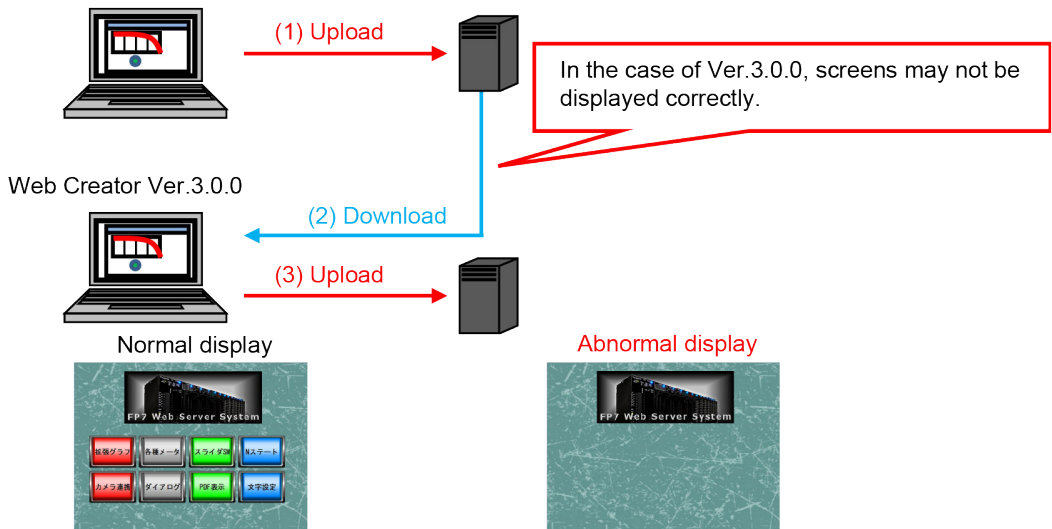 (1) Upload
In the case of Ver.3.0.0, screens may not be
displayed correctly.
Web Creator Ver.3.0.0
(2) Download
(3) Upload
Normal display
Abnormal display
FP7 Web Server System
FP7 Web Server System
拡張グラフ 各種メータ スライダSW Nステート
カメラ連携 ダイアログ PDF表示 文字設定